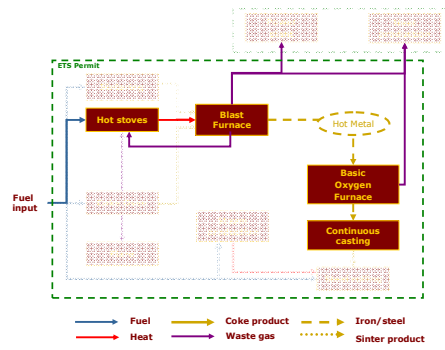 ETS Permit
Hot stoves
Blast
Furnace
Hot Metal
Basic
Oxygen
Furnace
Fuel
input
Continuous
casting
Fuel
Coke product
Iron/steel
Heat
Waste gas
Sinter product